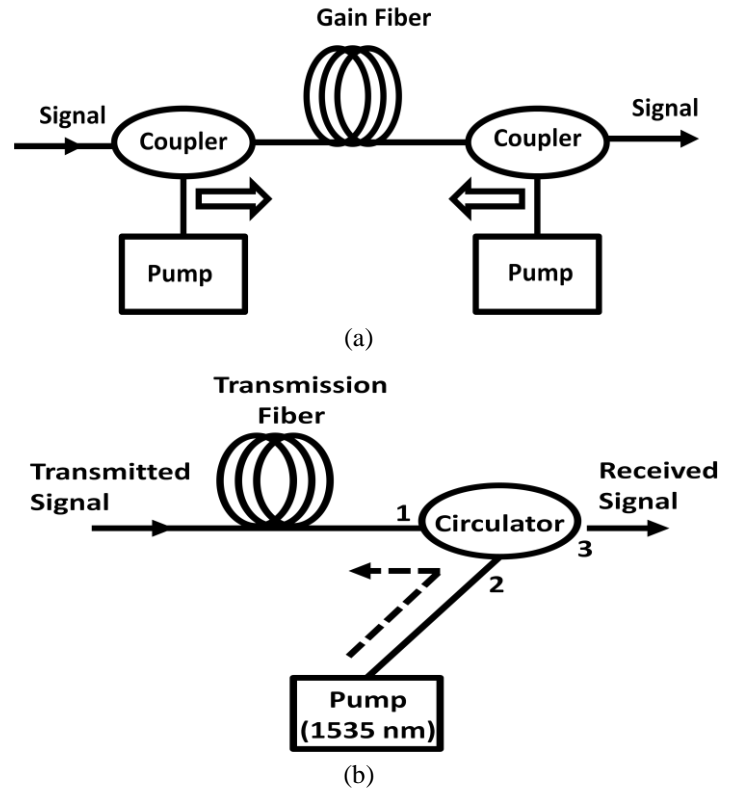 Gain Fiber
Signal
Coupler
Coupler
Signal
Pump
Pump
(a)
Transmission
Fiber
Transmitted
Signal
Received
Signal
1
Circulator
3
2
Pump
(1535 nm)
(b)